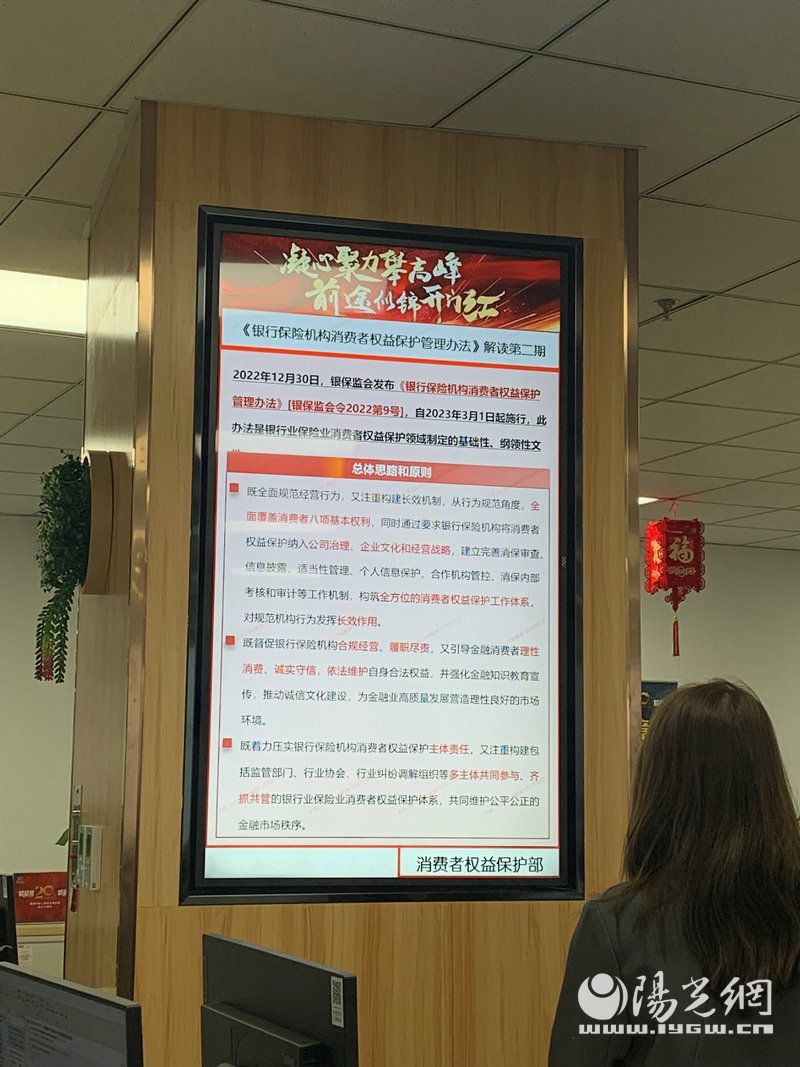 凝心聚力攀高峰
前途似锦开门红
《银行保险机构消费者权益保护管理办法》解读第二期
2022年12月30日，银保监会发布《银行保险机构消费者权益保护
管理办法》[银保监会令2022第9号]，自2023年3月1日起施行，此
办法是银行业保险业消费者权益保护领域制定的基础性、纲领性文
总体思路和原则
既全面规范经营行为，又注重构建长效机制，从行为规范角度，全
面覆盖消费者八项基本权利，同时通过要求银行保险机构将消费者
权益保护纳入公司治理、企业文化和经营战略，建立完善消保审查、
信息披露、适当性管理、个人信息保护、合作机构管控、消保内部
考核和审计等工作机制，构筑全方位的消费者权益保护工作体系，
对规范机构行为发挥长效作用。
既督促银行保险机构合规经营、履职尽责，又引导金融消费者理性
消费、诚实守信，依法维护自身合法权益，并强化金融知识教育宣
传，推动诚信文化建设，为金融业高质量发展营造理性良好的市场
环境。
既着力压实银行保险机构消费者权益保护主体责任，又注重构建包
括监管部门、行业协会、行业纠纷调解组织等多主体共同参与、齐
抓共管的银行业保险业消费者权益保护体系，共同维护公平公正的
金融市场秩序。
消费者权益保护部
福
20
陽光網
www.iygw.cn